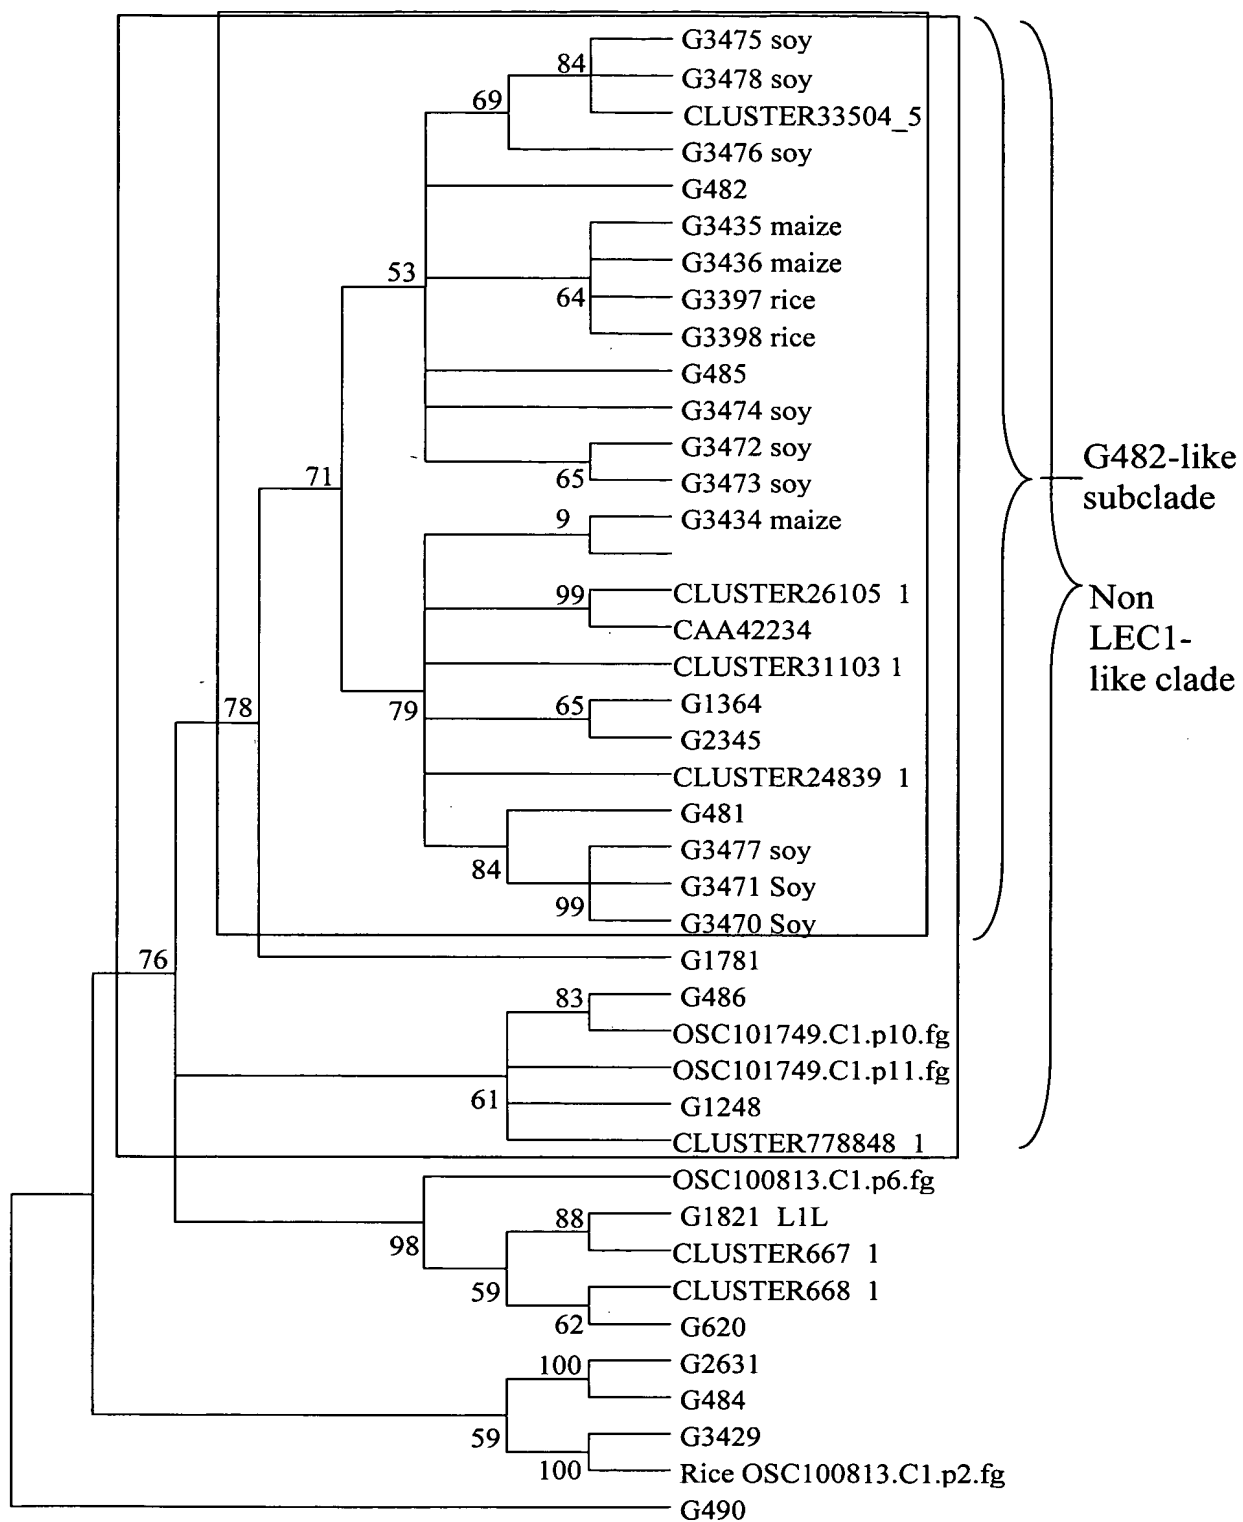 G3475 soy
84
G3478 soy
69
CLUSTER33504_5
G3476 soy
G482
G3435 maize
53
G3436 maize
64
G3397 rice
G3398 rice
G485
G3474 soy
G3472 soy
71
65
G3473 soy
9
G3434 maize
99
CLUSTER26105 1
CAA42234
CLUSTER31103 1
78
79
65
G1364
G2345
CLUSTER24839 1
G481
84
G3477 soy
G3471 Soy
99
G3470 Soy
76
G1781
83
G486
OSC101749.C1.p10.fg
OSC101749.C1.p11.fg
61
G1248
CLUSTER778848 1
OSC100813.C1.p6.fg
88
G1821 L1L
98
CLUSTER667 1
59
CLUSTER668 1
62
G620
100
G2631
G484
59
G3429
100
Rice OSC100813.C1.p2.fg
G490
G482-like
subclade
Non
LEC1-
like clade